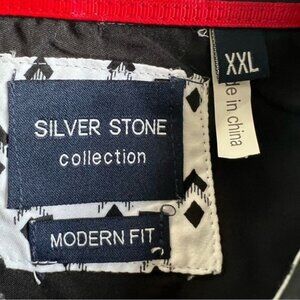 SILVER STONE
collection
MODERN FIT
XXL
de in china